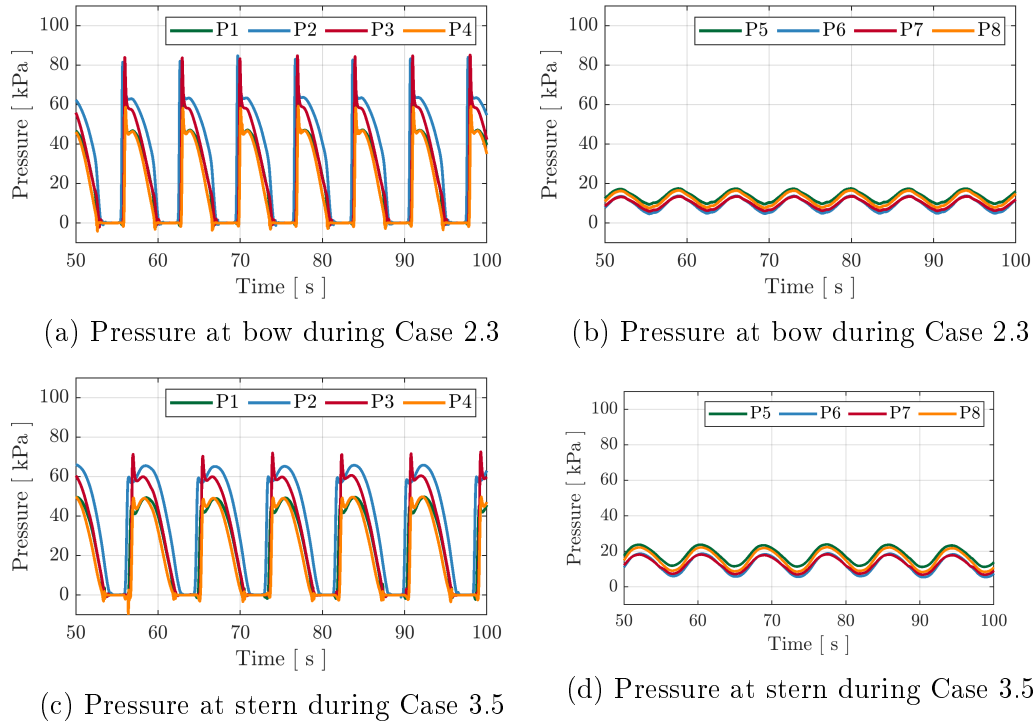 P1 P2 P3 P4
100
80
60
40
20
0
Pressure [ kPa ]
50 60 70 80 90 100
Time [ s ]
(a) Pressure at bow during Case 2.3
P5 P6 P7 P8
100
80
60
40
20
0
Pressure [ kPa ]
50 60 70 80 90 100
Time [ s ]
(b) Pressure at bow during Case 2.3
P1 P2 P3 P4
100
80
60
40
20
0
Pressure [ kPa ]
50 60 70 80 90 100
Time [ s ]
(c) Pressure at stern during Case 3.5
P5 P6 P7 P8
100
80
60
40
20
0
Pressure [ kPa ]
50 60 70 80 90 100
Time [ s ]
(d) Pressure at stern during Case 3.5